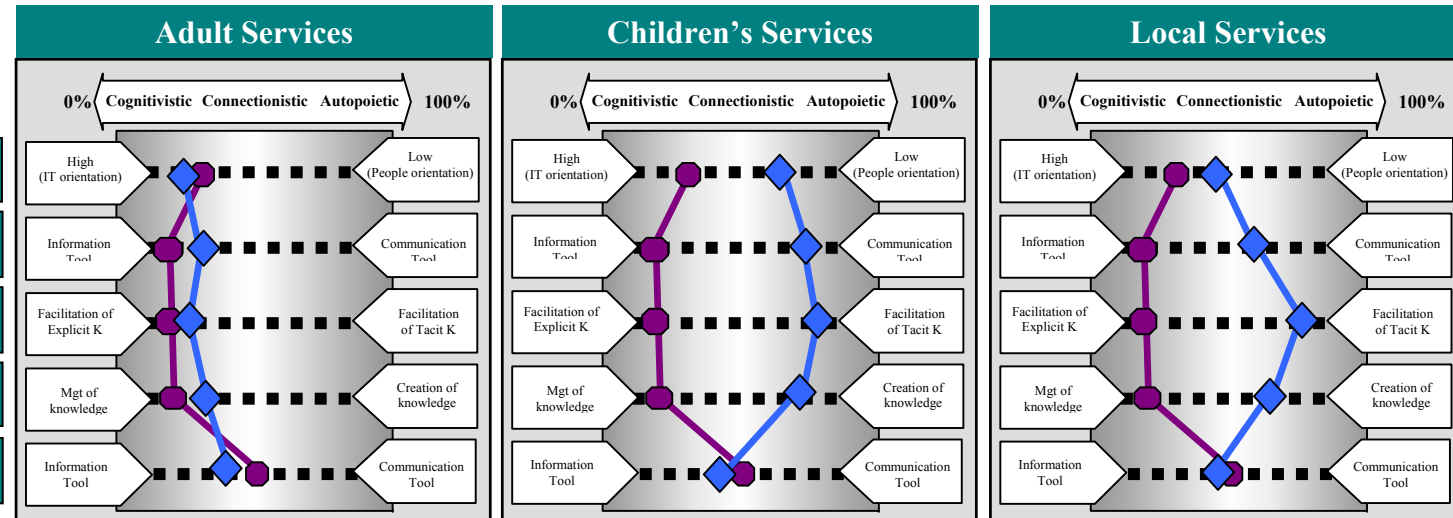 Adult Services
0% Cognitivistic Connectionistic Autopoietic 100%
High
(IT orientation)
Low
(People orientation)
Information
Tool
Communication
Tool
Facilitation of
Explicit K
Facilitation
of Tacit K
Mgt of
knowledge
Creation of
knowledge
Information
Tool
Communication
Tool
Children’s Services
0% Cognitivistic Connectionistic Autopoietic 100%
High
(IT orientation)
Low
(People orientation)
Information
Tool
Communication
Tool
Facilitation of
Explicit K
Facilitation
of Tacit K
Mgt of
knowledge
Creation of
knowledge
Information
Tool
Communication
Tool
Local Services
0% Cognitivistic Connectionistic Autopoietic 100%
High
(IT orientation)
Low
(People orientation)
Information
Tool
Communication
Tool
Facilitation of
Explicit K
Facilitation
of Tacit K
Mgt of
knowledge
Creation of
knowledge
Information
Tool
Communication
Tool